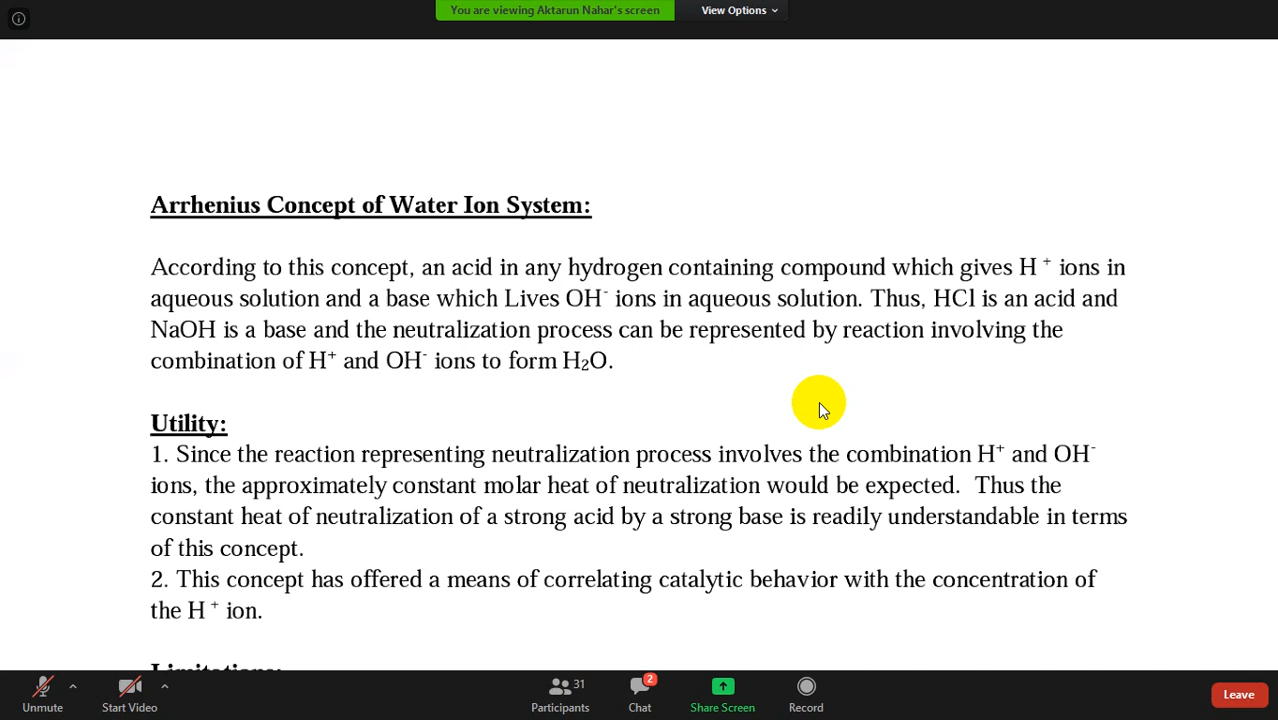 You are viewing Aktarun Nahar's screen
View Options
Arrhenius Concept of Water Ion System:
According to this concept, an acid in any hydrogen containing compound which gives H⁺ ions in
aqueous solution and a base which Lives OH⁻ ions in aqueous solution. Thus, HCl is an acid and
NaOH is a base and the neutralization process can be represented by reaction involving the
combination of H⁺ and OH⁻ ions to form H₂O.
Utility:
1. Since the reaction representing neutralization process involves the combination H⁺ and OH⁻
ions, the approximately constant molar heat of neutralization would be expected. Thus the
constant heat of neutralization of a strong acid by a strong base is readily understandable in terms
of this concept.
2. This concept has offered a means of correlating catalytic behavior with the concentration of
the H⁺ ion.
Limitations:
31
2
Unmute
Start Video
Participants
Chat
Share Screen
Record
Leave